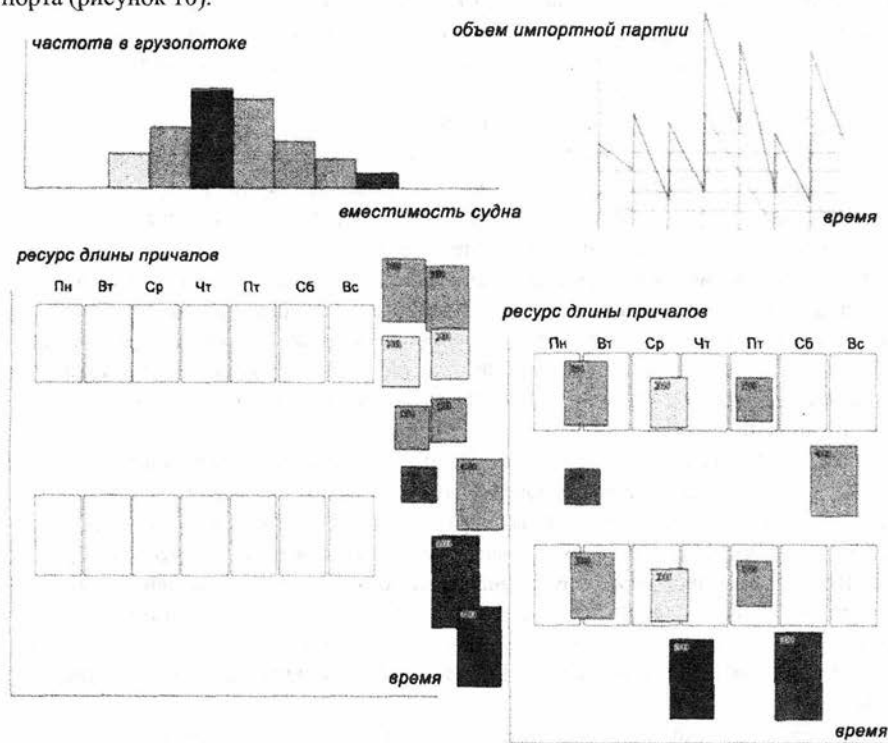 порта (рисунок 10).
частота в грузопотоке
объем импортной партии
вместимость судна
время
ресурс длины причалов
Пн Вт Ср Чт Пт Сб Вс
время
ресурс длины причалов
Пн Вт Ср Чт Пт Сб Вс
время